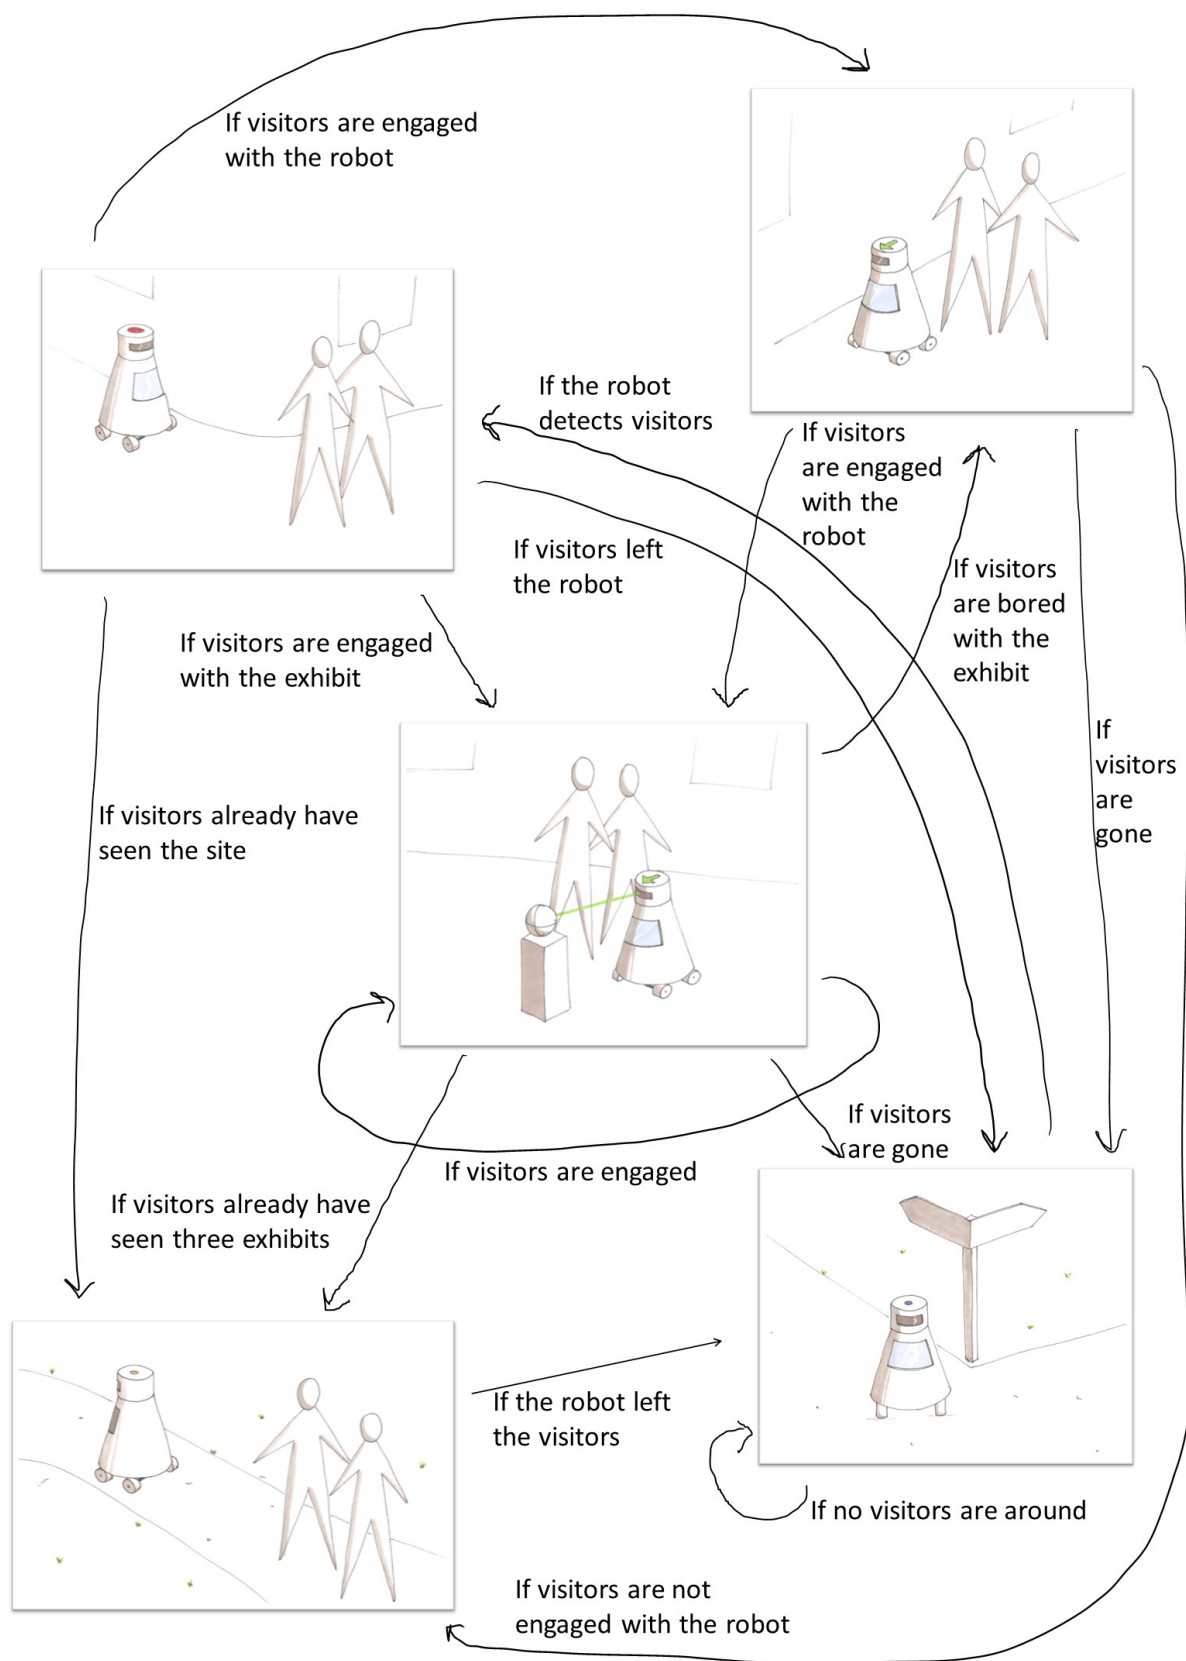 If visitors are engaged
with the robot
If the robot
detects visitors
If visitors
are engaged
with the
robot
If visitors left
the robot
If visitors
are bored
with the
exhibit
If visitors are engaged
with the exhibit
If
visitors
are
gone
If visitors already have
seen the site
If visitors
are gone
If visitors are engaged
If visitors already have
seen three exhibits
If the robot left
the visitors
If no visitors are around
If visitors are not
engaged with the robot